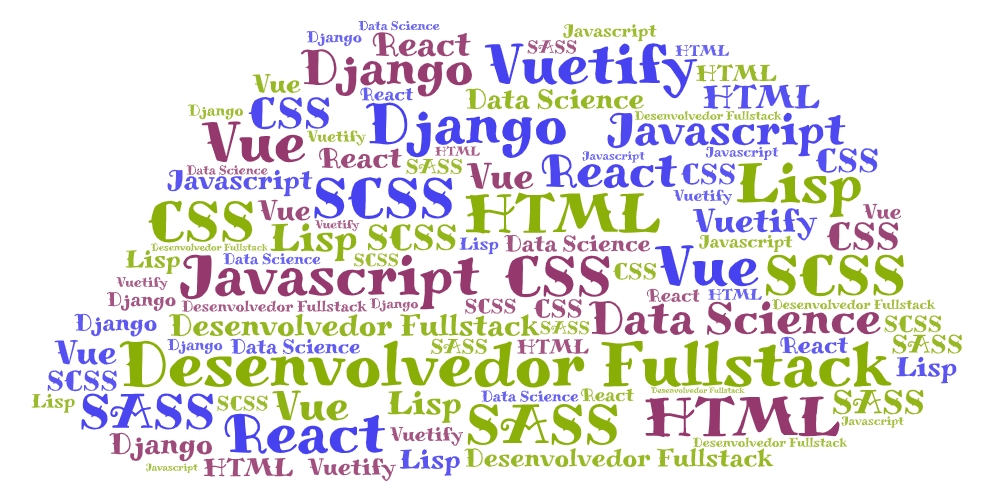 Data Science
Javascript
Django React SASS HTML
Django Vuetify HTML
Vue React Data Science HTML
Django CSS Django Desenvolvedor Fullstack
Vue Vuetify Javascript
React HTML Javascript Javascript CSS
Data Science SASS Vue React CSS Lisp
Javascript SCSS Vuetify
CSS Vue Vuetify HTML Vuetify Vue
Desenvolvedor Fullstack Lisp SCSS Lisp Data Science Javascript CSS
Lisp Data Science SCSS Vue SCSS
Vuetify Javascript CSS CSS
Django Desenvolvedor Fullstack Django SCSS CSS React HTML Desenvolvedor Fullstack
Django Desenvolvedor Fullstack SASS Data Science SCSS
Vue Django Data Science SASS HTML React SASS
SCSS Desenvolvedor Fullstack Lisp
Lisp SASS SCSS Vue Lisp Data Science React Desenvolvedor Fullstack SASS
Django React Vuetify SASS HTML Javascript
Javascript HTML Vuetify Lisp Desenvolvedor Fullstack Desenvolvedor Fullstack